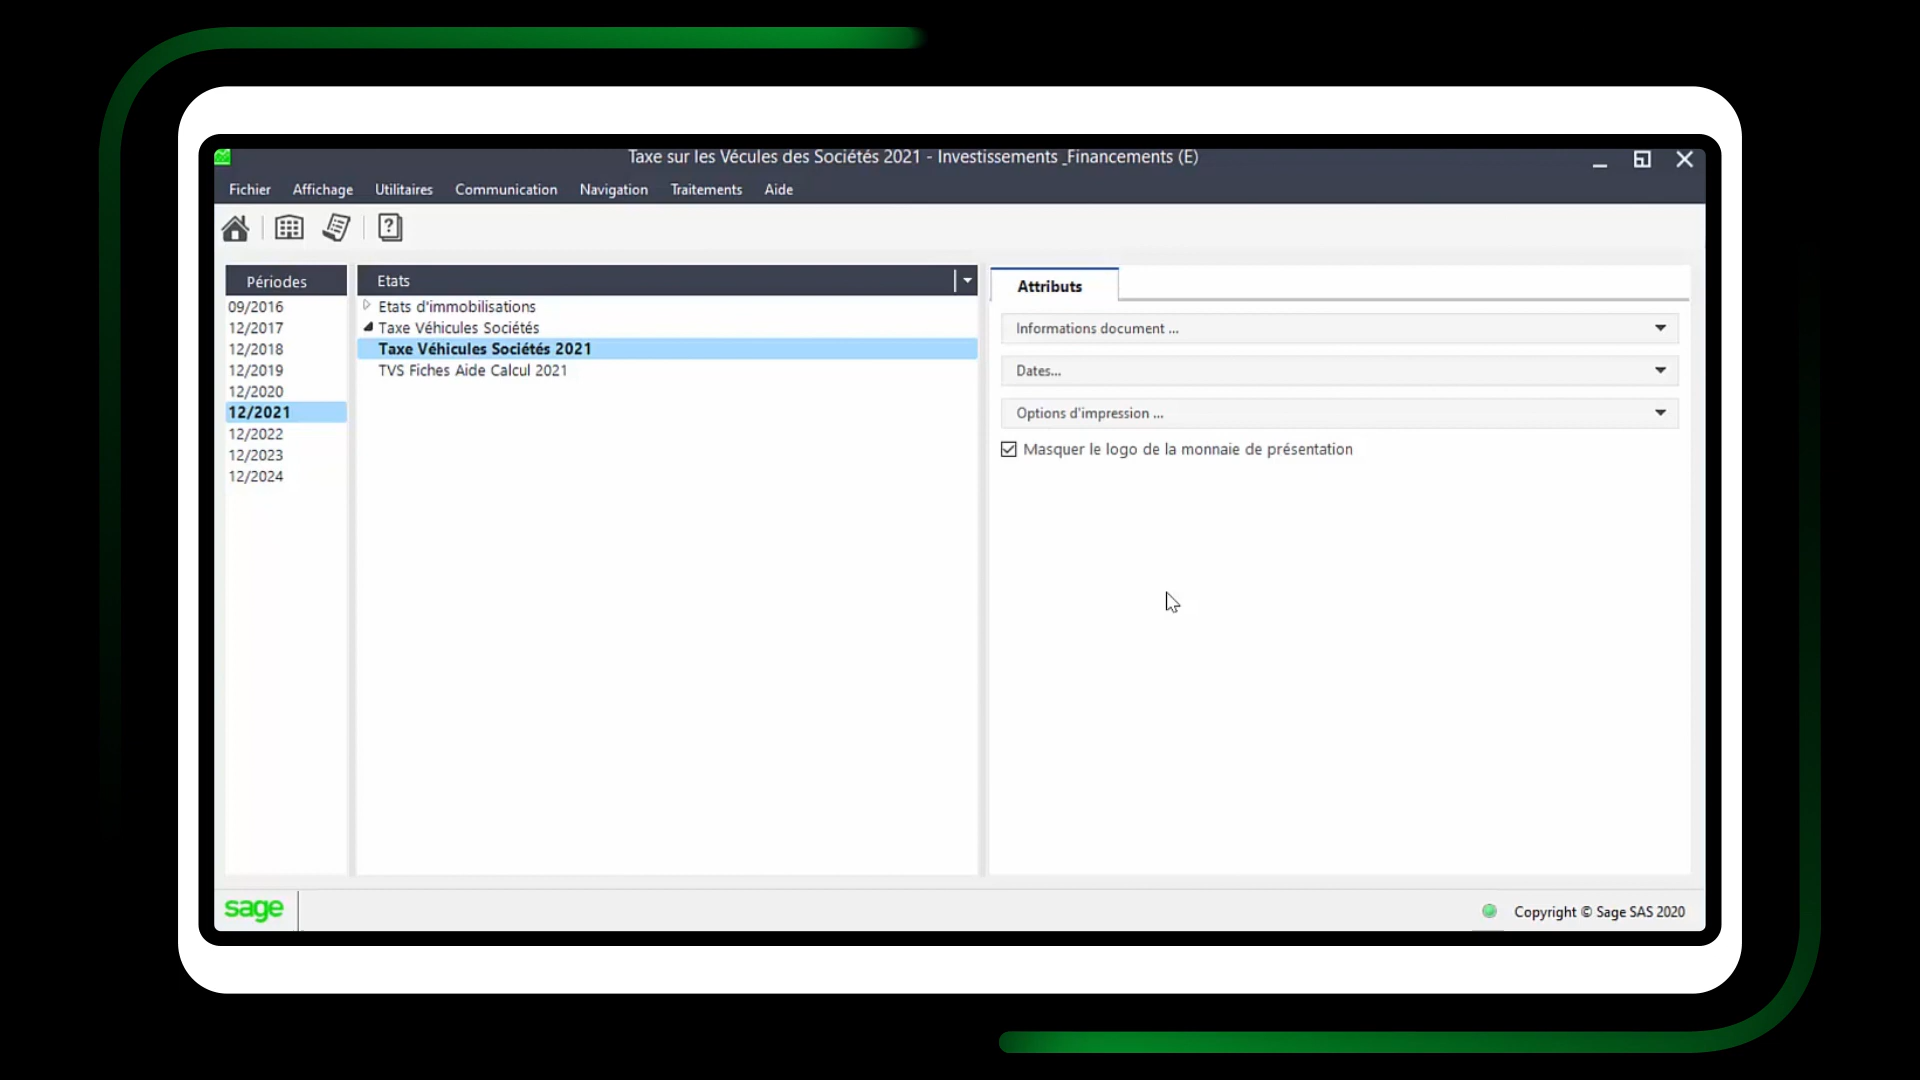 Taxe sur les Vécules des Sociétés 2021 - Investissements _Financements (E)
Fichier Affichage Utilitaires Communication Navigation Traitements Aide
Périodes
09/2016
12/2017
12/2018
12/2019
12/2020
12/2021
12/2022
12/2023
12/2024
Etats
Etats d'immobilisations
Taxe Véhicules Sociétés
Taxe Véhicules Sociétés 2021
TVS Fiches Aide Calcul 2021
Attributs
Informations document ...
Dates...
Options d'impression ...
Masquer le logo de la monnaie de présentation
sage
Copyright © Sage SAS 2020